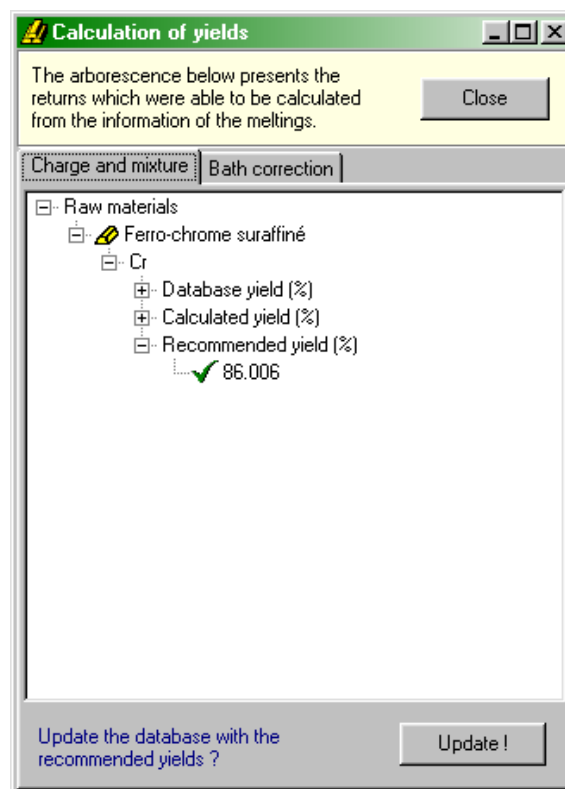 Calculation of yields
The arborescence below presents the
returns which were able to be calculated
from the information of the meltings.
Close
Charge and mixture
Bath correction
Raw materials
Ferro-chrome suraffiné
Cr
Database yield (%)
Calculated yield (%)
Recommended yield (%)
86.006
Update the database with the
recommended yields ?
Update !